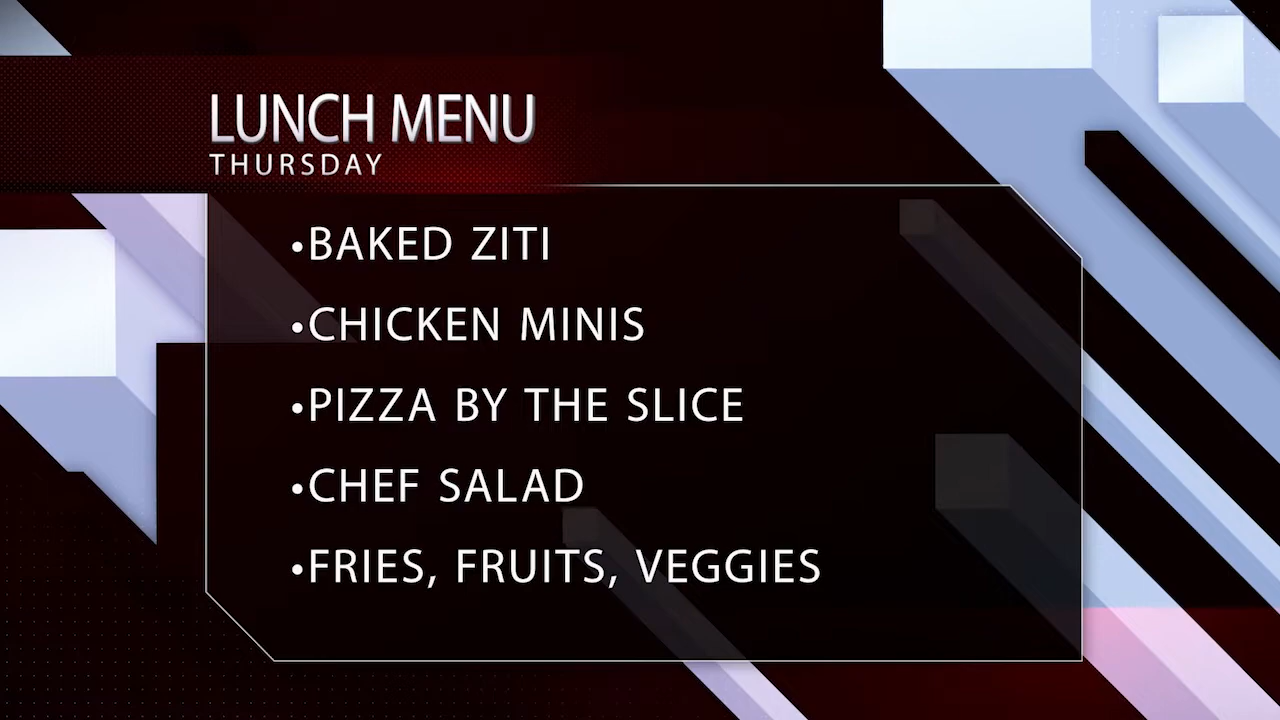 LUNCH MENU
THURSDAY
•BAKED ZITI
•CHICKEN MINIS
•PIZZA BY THE SLICE
•CHEF SALAD
•FRIES, FRUITS, VEGGIES